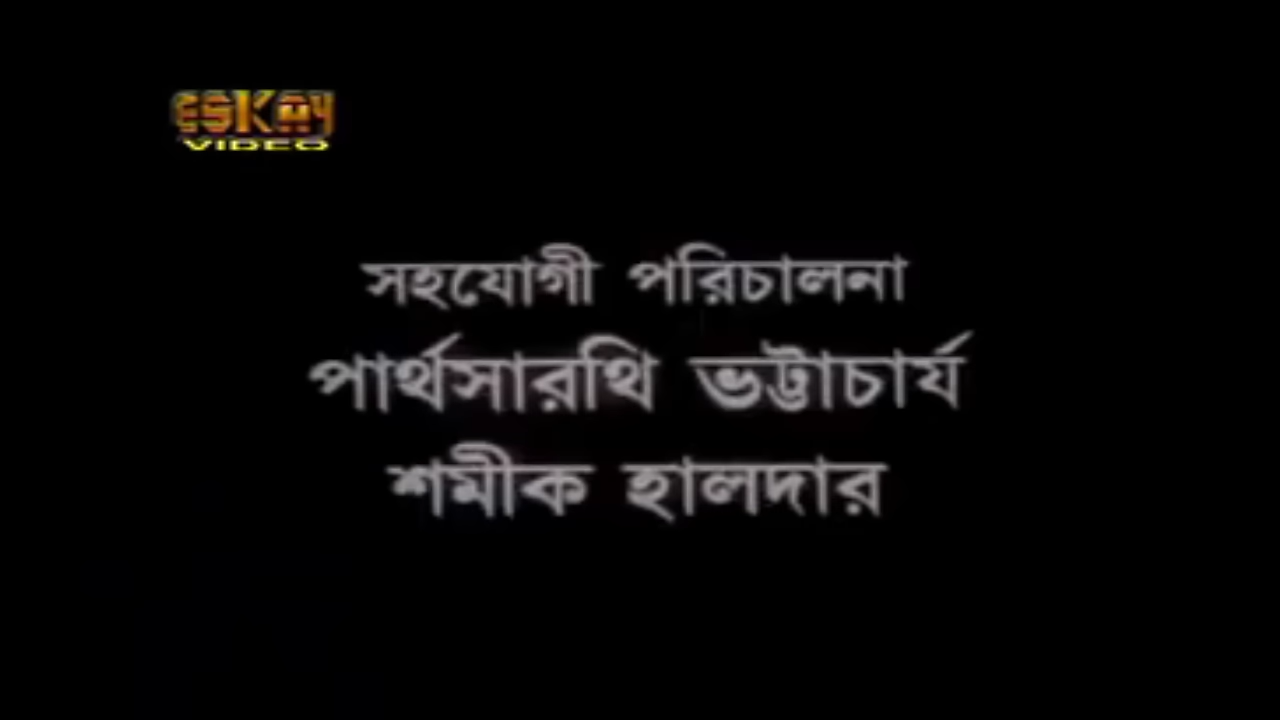 ESKAY
VIDEO
সহযোগী পরিচালনা
পার্থসারথি ভট্টাচার্য
শমীক হালদার